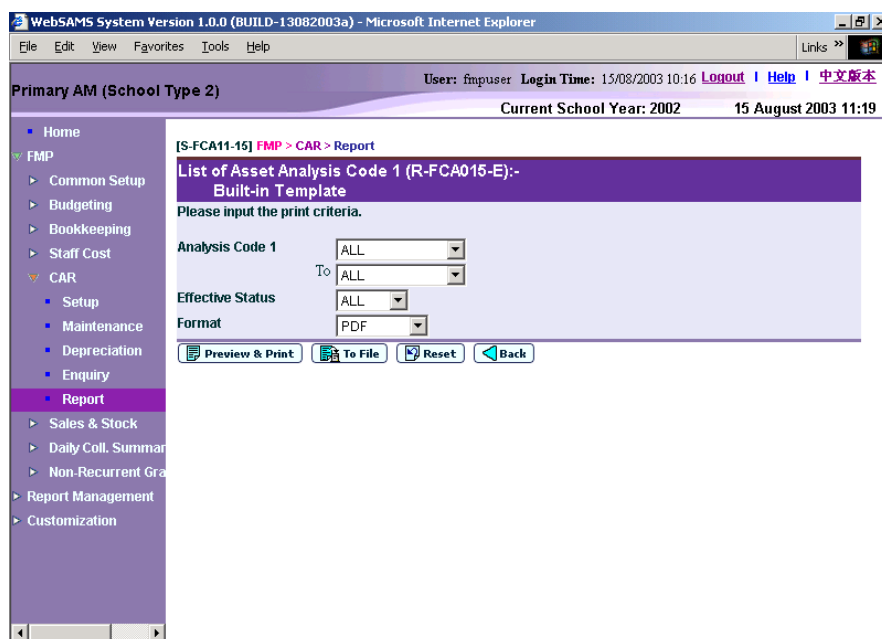 WebSAMS System Version 1.0.0 (BUILD-13082003a) - Microsoft Internet Explorer
File Edit View Favorites Tools Help Links »
Primary AM (School Type 2)
User: fmpuser Login Time: 15/08/2003 10:16 Logout | Help | 中文版本
Current School Year: 2002 15 August 2003 11:19
Home
FMP
Common Setup
Budgeting
Bookkeeping
Staff Cost
CAR
Setup
Maintenance
Depreciation
Enquiry
Report
Sales & Stock
Daily Coll. Summar
Non-Recurrent Gra
Report Management
Customization
[S-FCA11-15] FMP > CAR > Report
List of Asset Analysis Code 1 (R-FCA015-E):-
Built-in Template
Please input the print criteria.
Analysis Code 1 ALL
To ALL
Effective Status ALL
Format PDF
Preview & Print To File Reset Back